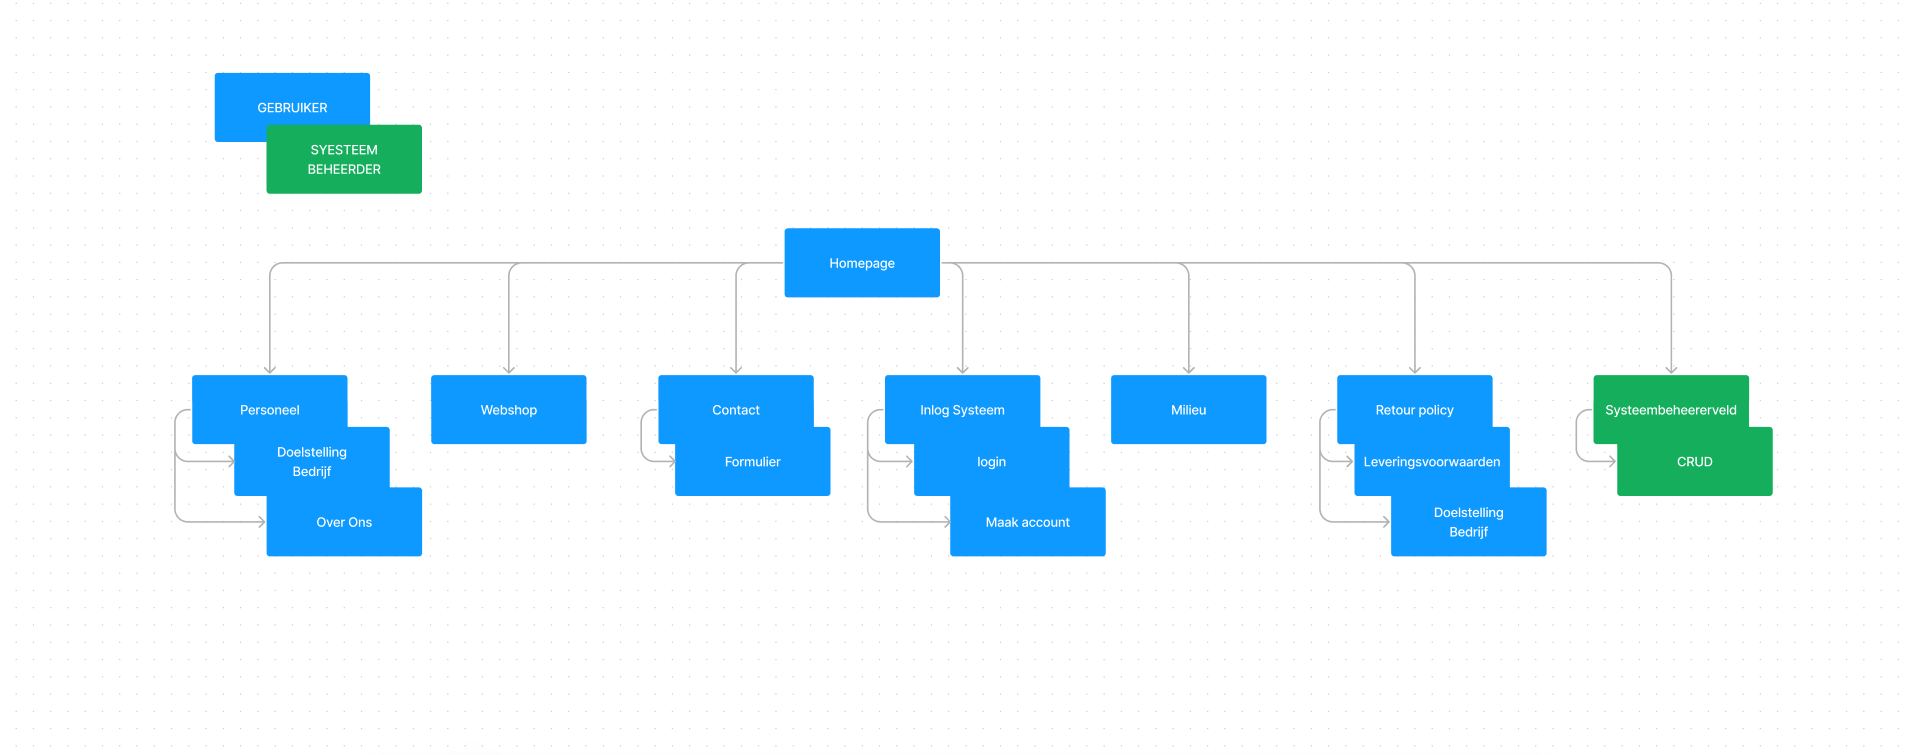 GEBRUIKER
SYESTEEM
BEHEERDER
Homepage
Personeel
Doelstelling
Bedrijf
Over Ons
Webshop
Contact
Formulier
Inlog Systeem
login
Maak account
Milieu
Retour policy
Leveringsvoorwaarden
Doelstelling
Bedrijf
Systeembeheererveld
CRUD